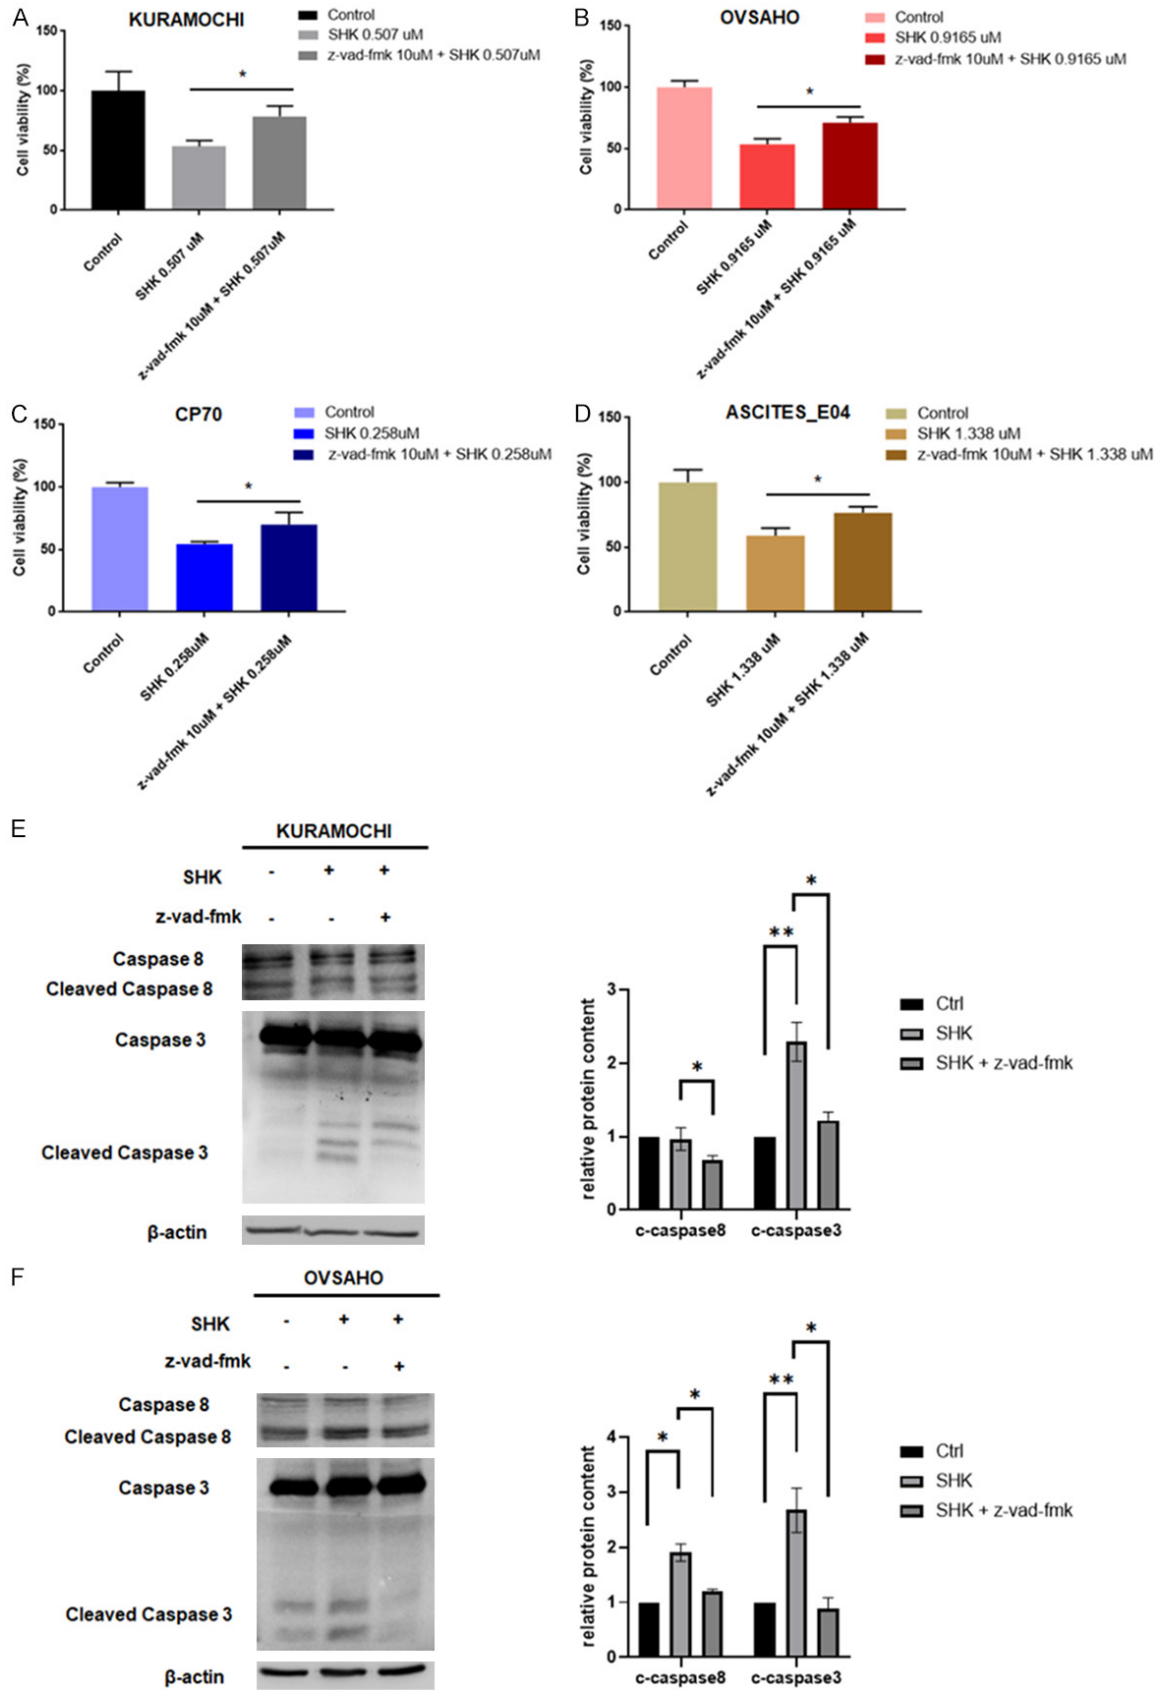 A
KURAMOCHI
Control
SHK 0.507 uM
z-vad-fmk 10uM + SHK 0.507uM
Cell viability (%)
150
100
50
0
*
Control
SHK 0.507 uM
z-vad-fmk 10uM + SHK 0.507uM
B
OVSAHO
Control
SHK 0.9165 uM
z-vad-fmk 10uM + SHK 0.9165 uM
Cell viability (%)
150
100
50
0
*
Control
SHK 0.9165 uM
z-vad-fmk 10uM + SHK 0.9165 uM
C
CP70
Control
SHK 0.258uM
z-vad-fmk 10uM + SHK 0.258uM
Cell viability (%)
150
100
50
0
*
Control
SHK 0.258uM
z-vad-fmk 10uM + SHK 0.258uM
D
ASCITES_E04
Control
SHK 1.338 uM
z-vad-fmk 10uM + SHK 1.338 uM
Cell viability (%)
150
100
50
0
*
Control
SHK 1.338 uM
z-vad-fmk 10uM + SHK 1.338 uM
E
KURAMOCHI
SHK - + +
z-vad-fmk - - +
Caspase 8
Cleaved Caspase 8
Caspase 3
Cleaved Caspase 3
β-actin
relative protein content
3
2
1
0
*
**
*
c-caspase8 c-caspase3
Ctrl
SHK
SHK + z-vad-fmk
F
OVSAHO
SHK - + +
z-vad-fmk - - +
Caspase 8
Cleaved Caspase 8
Caspase 3
Cleaved Caspase 3
β-actin
relative protein content
4
3
2
1
0
*
*
**
*
c-caspase8 c-caspase3
Ctrl
SHK
SHK + z-vad-fmk